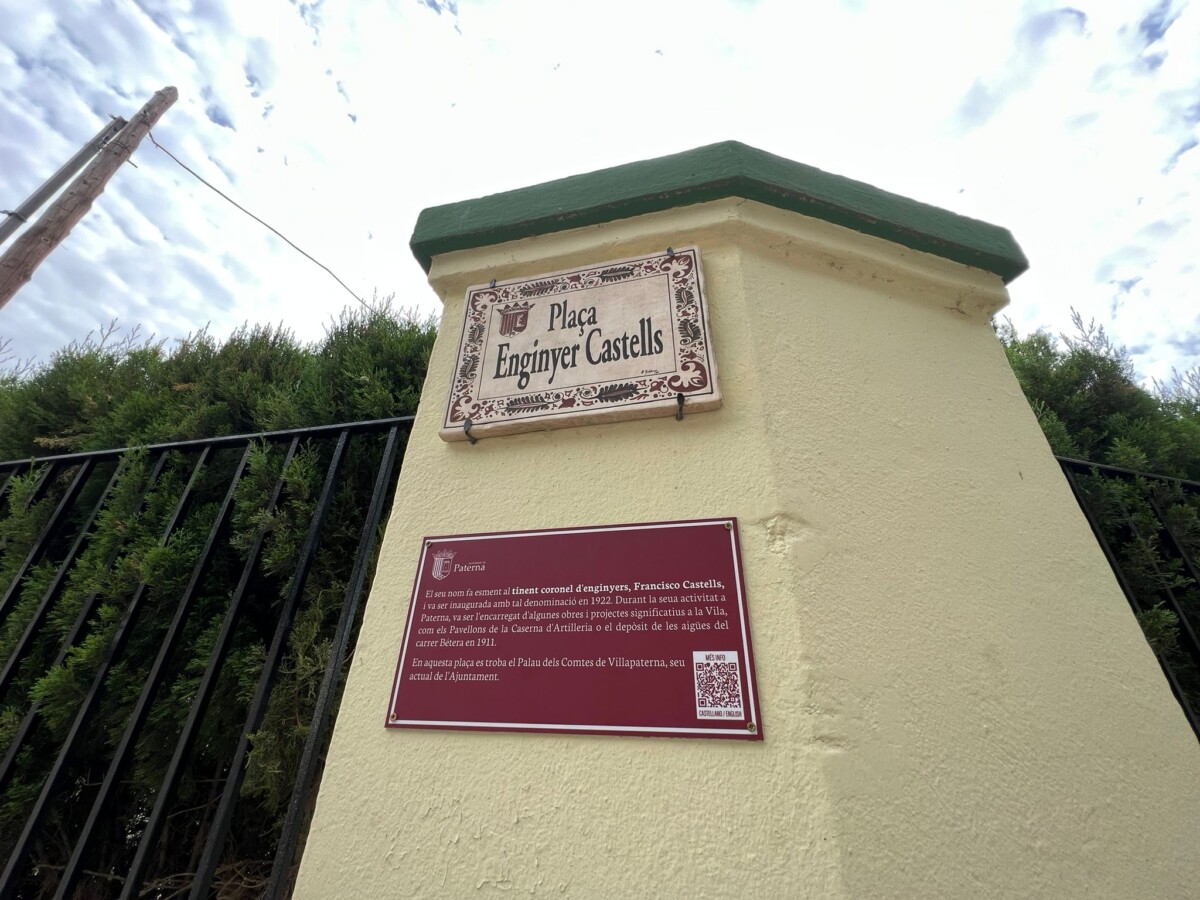 Plaça
Enginyer Castells
Paterna
El seu nom fa esment al tinent coronel d'enginyers, Francisco Castells,
i va ser inaugurada amb tal denominació en 1922. Durant la seua activitat a
Paterna, va ser l'encarregat d'algunes obres i projectes significatius a la Vila,
com els Pavellons de la Caserna d'Artilleria o el depòsit de les aigües del
carrer Bétera en 1911.
En aquesta plaça es troba el Palau dels Comtes de Villapaterna, seu
actual de l'Ajuntament.
MÉS INFO
CASTELLANO / ENGLISH